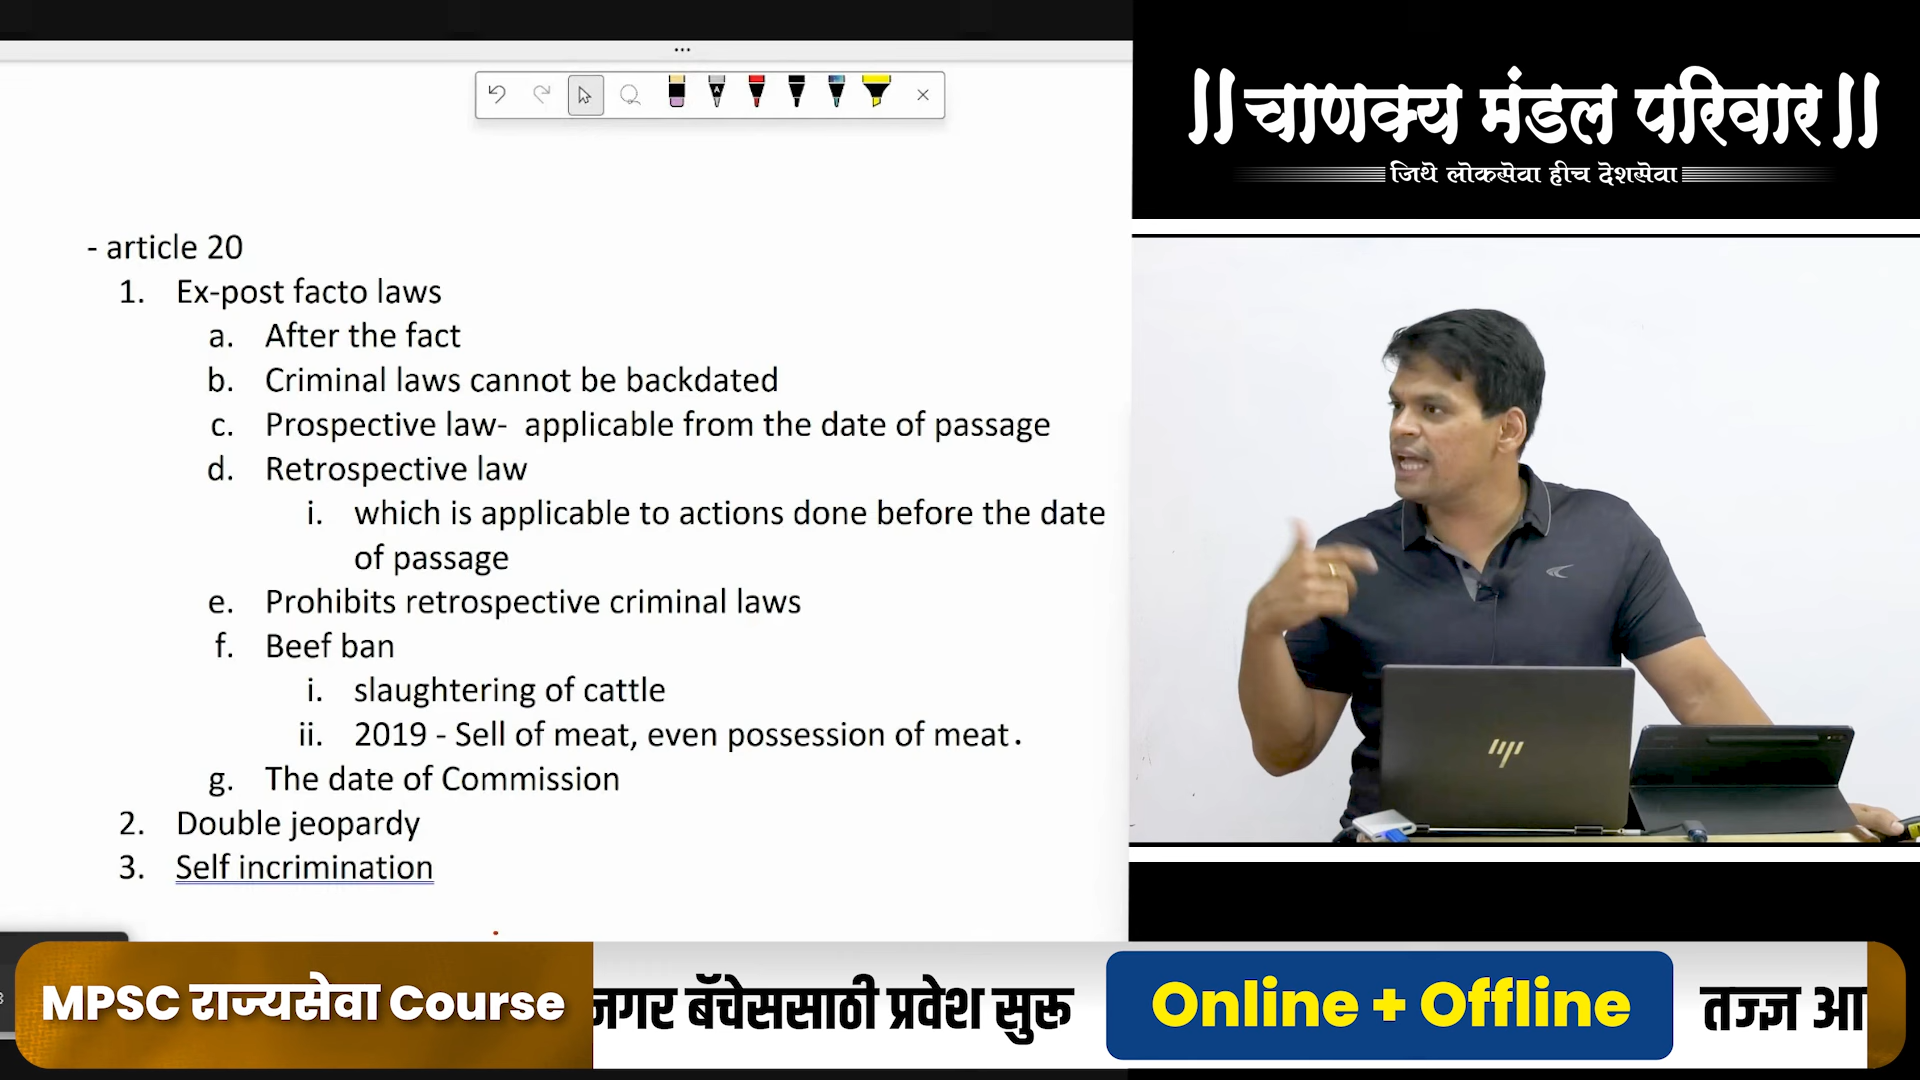 - article 20
1. Ex-post facto laws
a. After the fact
b. Criminal laws cannot be backdated
c. Prospective law- applicable from the date of passage
d. Retrospective law
i. which is applicable to actions done before the date
of passage
e. Prohibits retrospective criminal laws
f. Beef ban
i. slaughtering of cattle
ii. 2019 - Sell of meat, even possession of meat.
g. The date of Commission
2. Double jeopardy
3. Self incrimination
॥चाणक्य मंडल परिवार॥
जिथे लोकसेवा हीच देशसेवा
hp
MPSC राज्यसेवा Course
नगर बॅचेससाठी प्रवेश सुरू
Online + Offline
तज्ज्ञ आ